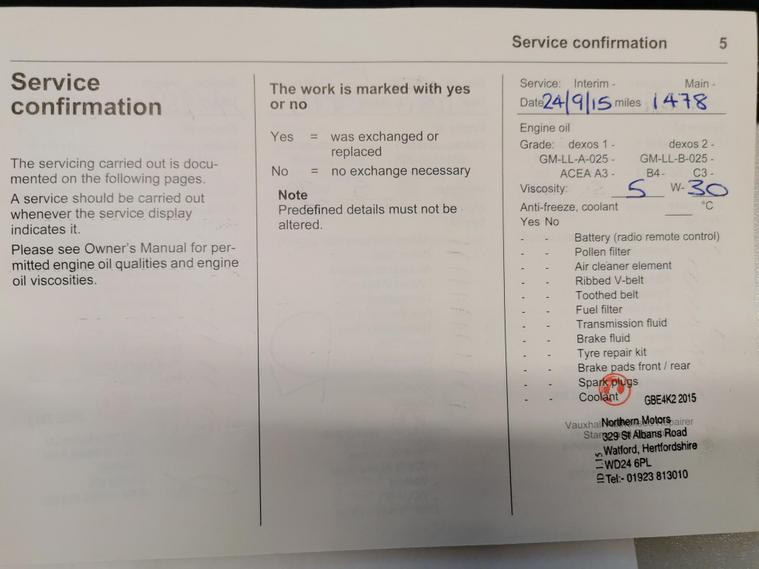 Service confirmation 5
Service
confirmation
The servicing carried out is docu-
mented on the following pages.
A service should be carried out
whenever the service display
indicates it.
Please see Owner's Manual for per-
mitted engine oil qualities and engine
oil viscosities.
The work is marked with yes
or no
Yes = was exchanged or
replaced
No = no exchange necessary
Note
Predefined details must not be
altered.
Service: Interim - Main -
Date 24/9/15 miles 1478
Engine oil
Grade: dexos 1 - dexos 2 -
GM-LL-A-025 - GM-LL-B-025 -
ACEA A3 - B4 - C3 -
Viscosity: 5 W- 30
Anti-freeze, coolant °C
Yes No
- - Battery (radio remote control)
- - Pollen filter
- - Air cleaner element
- - Ribbed V-belt
- - Toothed belt
- - Fuel filter
- - Transmission fluid
- - Brake fluid
- - Tyre repair kit
- - Brake pads front / rear
- - Spark plugs
- - Coolant
GBE4K2 2015
Vauxhall Repairer
Northern Motors
329 St Albans Road
Watford, Hertfordshire
WD24 6PL
Tel:- 01923 813010
ID 1.15